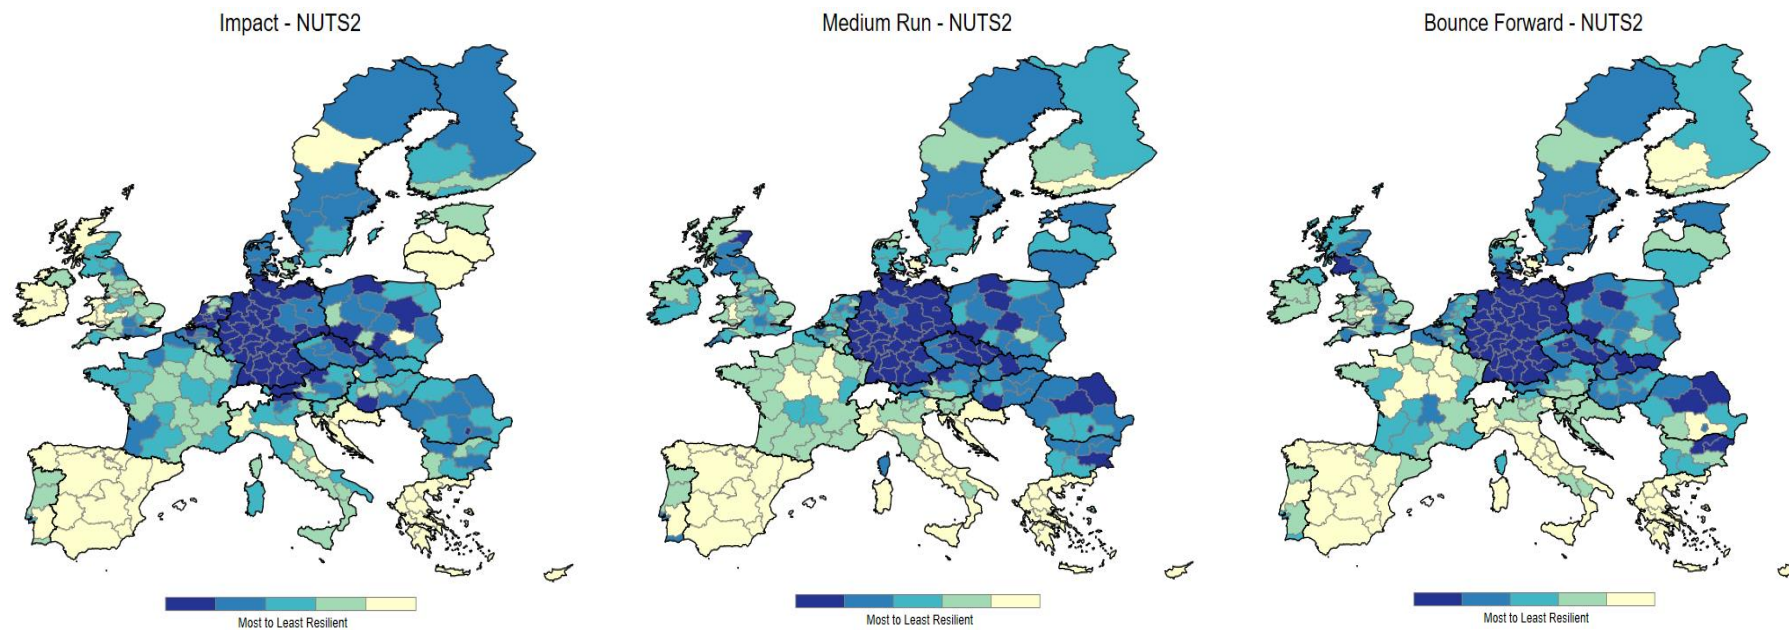 Impact - NUTS2
Medium Run - NUTS2
Bounce Forward - NUTS2
Most to Least Resilient
Most to Least Resilient
Most to Least Resilient